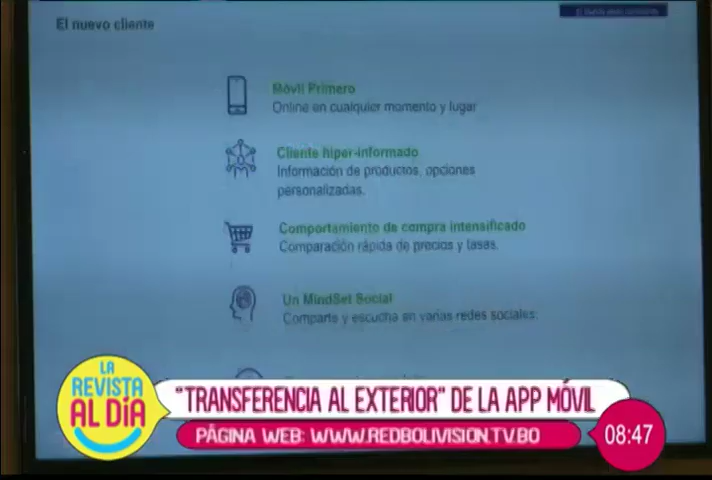 El nuevo cliente
Móvil Primero
Online en cualquier momento y lugar
Cliente hiper-informado
Información de productos, opciones
personalizadas.
Comportamiento de compra intensificado
Comparación rápida de precios y tasas.
Un MindSet Social
Comparte y escucha en varias redes sociales.
LA
REVISTA
AL DÍA
"TRANSFERENCIA AL EXTERIOR" DE LA APP MÓVIL
PÁGINA WEB: WWW.REDBOLIVISION.TV.BO
08:47